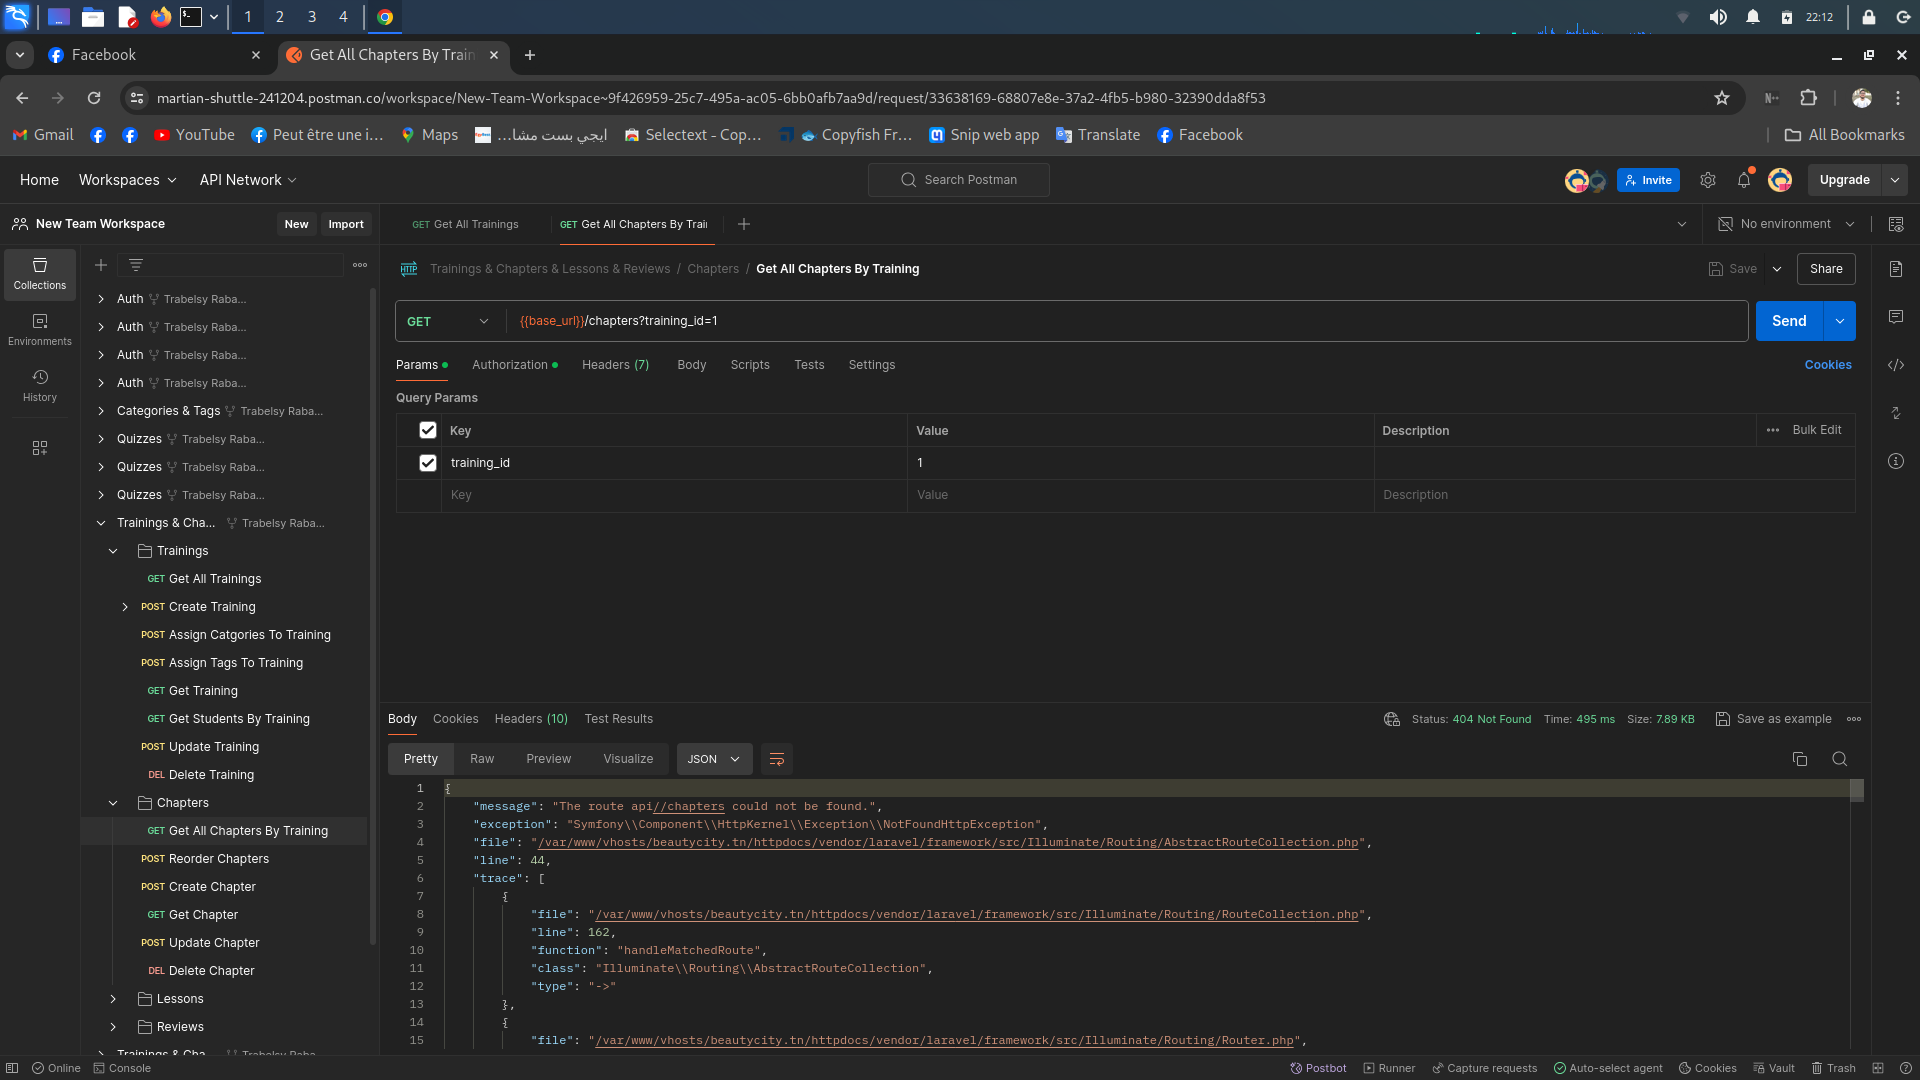 1
2
3
4
22:12
Facebook
Get All Chapters By Train
martian-shuttle-241204.postman.co/workspace/New-Team-Workspace~9f426959-25c7-495a-ac05-6bb0afb7aa9d/request/33638169-68807e8e-37a2-4fb5-b980-32390dda8f53
Gmail
YouTube
Peut être une i...
Maps
ايجي بست مشا...
Selectext - Cop...
Copyfish Fr...
Snip web app
Translate
Facebook
All Bookmarks
Home
Workspaces
API Network
Search Postman
Invite
Upgrade
New Team Workspace
New
Import
GET Get All Trainings
GET Get All Chapters By Trai
No environment
Collections
Environments
History
Auth Trabelsy Raba...
Auth Trabelsy Raba...
Auth Trabelsy Raba...
Auth Trabelsy Raba...
Categories & Tags Trabelsy Raba...
Quizzes Trabelsy Raba...
Quizzes Trabelsy Raba...
Quizzes Trabelsy Raba...
Trainings & Cha... Trabelsy Raba...
Trainings
GET Get All Trainings
POST Create Training
POST Assign Catgories To Training
POST Assign Tags To Training
GET Get Training
GET Get Students By Training
POST Update Training
DEL Delete Training
Chapters
GET Get All Chapters By Training
POST Reorder Chapters
POST Create Chapter
GET Get Chapter
POST Update Chapter
DEL Delete Chapter
Lessons
Reviews
Trainings & Cha... Trabelsy Raba...
HTTP Trainings & Chapters & Lessons & Reviews / Chapters / Get All Chapters By Training
Save
Share
GET
{{base_url}}/chapters?training_id=1
Send
Params
Authorization
Headers (7)
Body
Scripts
Tests
Settings
Cookies
Query Params
Key Value Description ••• Bulk Edit
training_id 1
Key Value Description
Body Cookies Headers (10) Test Results
Status: 404 Not Found Time: 495 ms Size: 7.89 KB Save as example
Pretty Raw Preview Visualize JSON
1 {
2 "message": "The route api//chapters could not be found.",
3 "exception": "Symfony\\Component\\HttpKernel\\Exception\\NotFoundHttpException",
4 "file": "/var/www/vhosts/beautycity.tn/httpdocs/vendor/laravel/framework/src/Illuminate/Routing/AbstractRouteCollection.php",
5 "line": 44,
6 "trace": [
7 {
8 "file": "/var/www/vhosts/beautycity.tn/httpdocs/vendor/laravel/framework/src/Illuminate/Routing/RouteCollection.php",
9 "line": 162,
10 "function": "handleMatchedRoute",
11 "class": "Illuminate\\Routing\\AbstractRouteCollection",
12 "type": "->"
13 },
14 {
15 "file": "/var/www/vhosts/beautycity.tn/httpdocs/vendor/laravel/framework/src/Illuminate/Routing/Router.php",
Online
Console
Postbot
Runner
Capture requests
Auto-select agent
Cookies
Vault
Trash